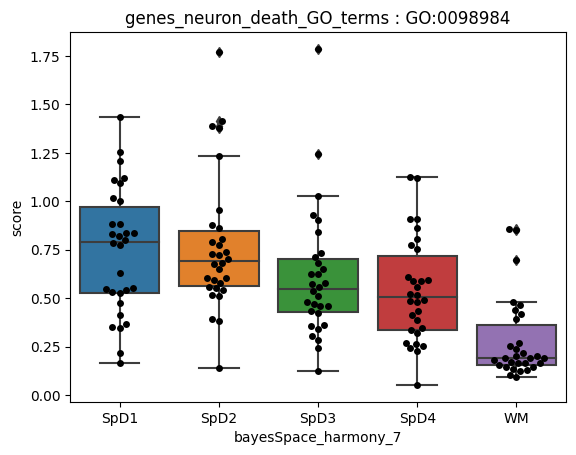 genes_neuron_death_GO_terms : GO:0098984
score
1.75
1.50
1.25
1.00
0.75
0.50
0.25
0.00
SpD1 SpD2 SpD3 SpD4 WM
bayesSpace_harmony_7